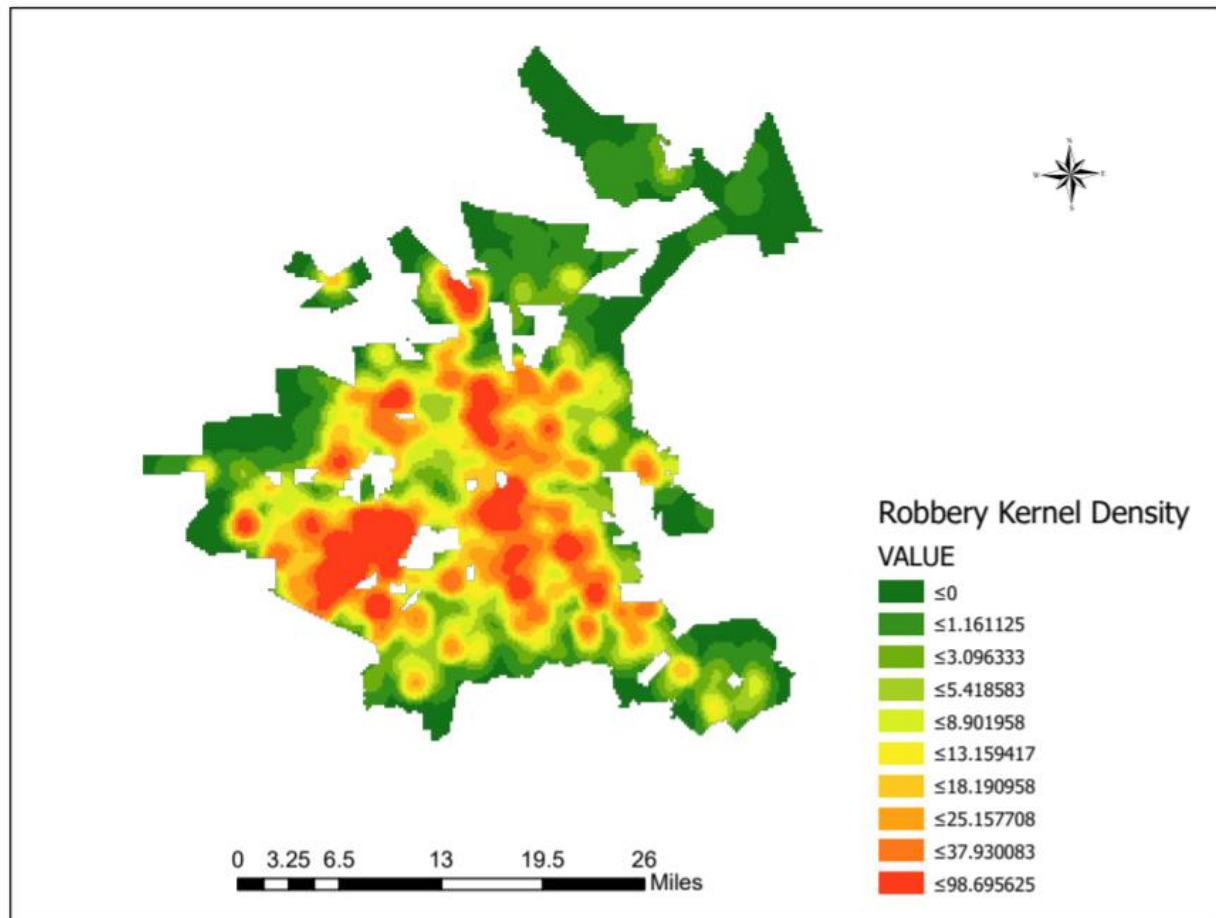 N
W E
S
Robbery Kernel Density
VALUE
≤0
≤1.161125
≤3.096333
≤5.418583
≤8.901958
≤13.159417
≤18.190958
≤25.157708
≤37.930083
≤98.695625
0 3.25 6.5 13 19.5 26
Miles